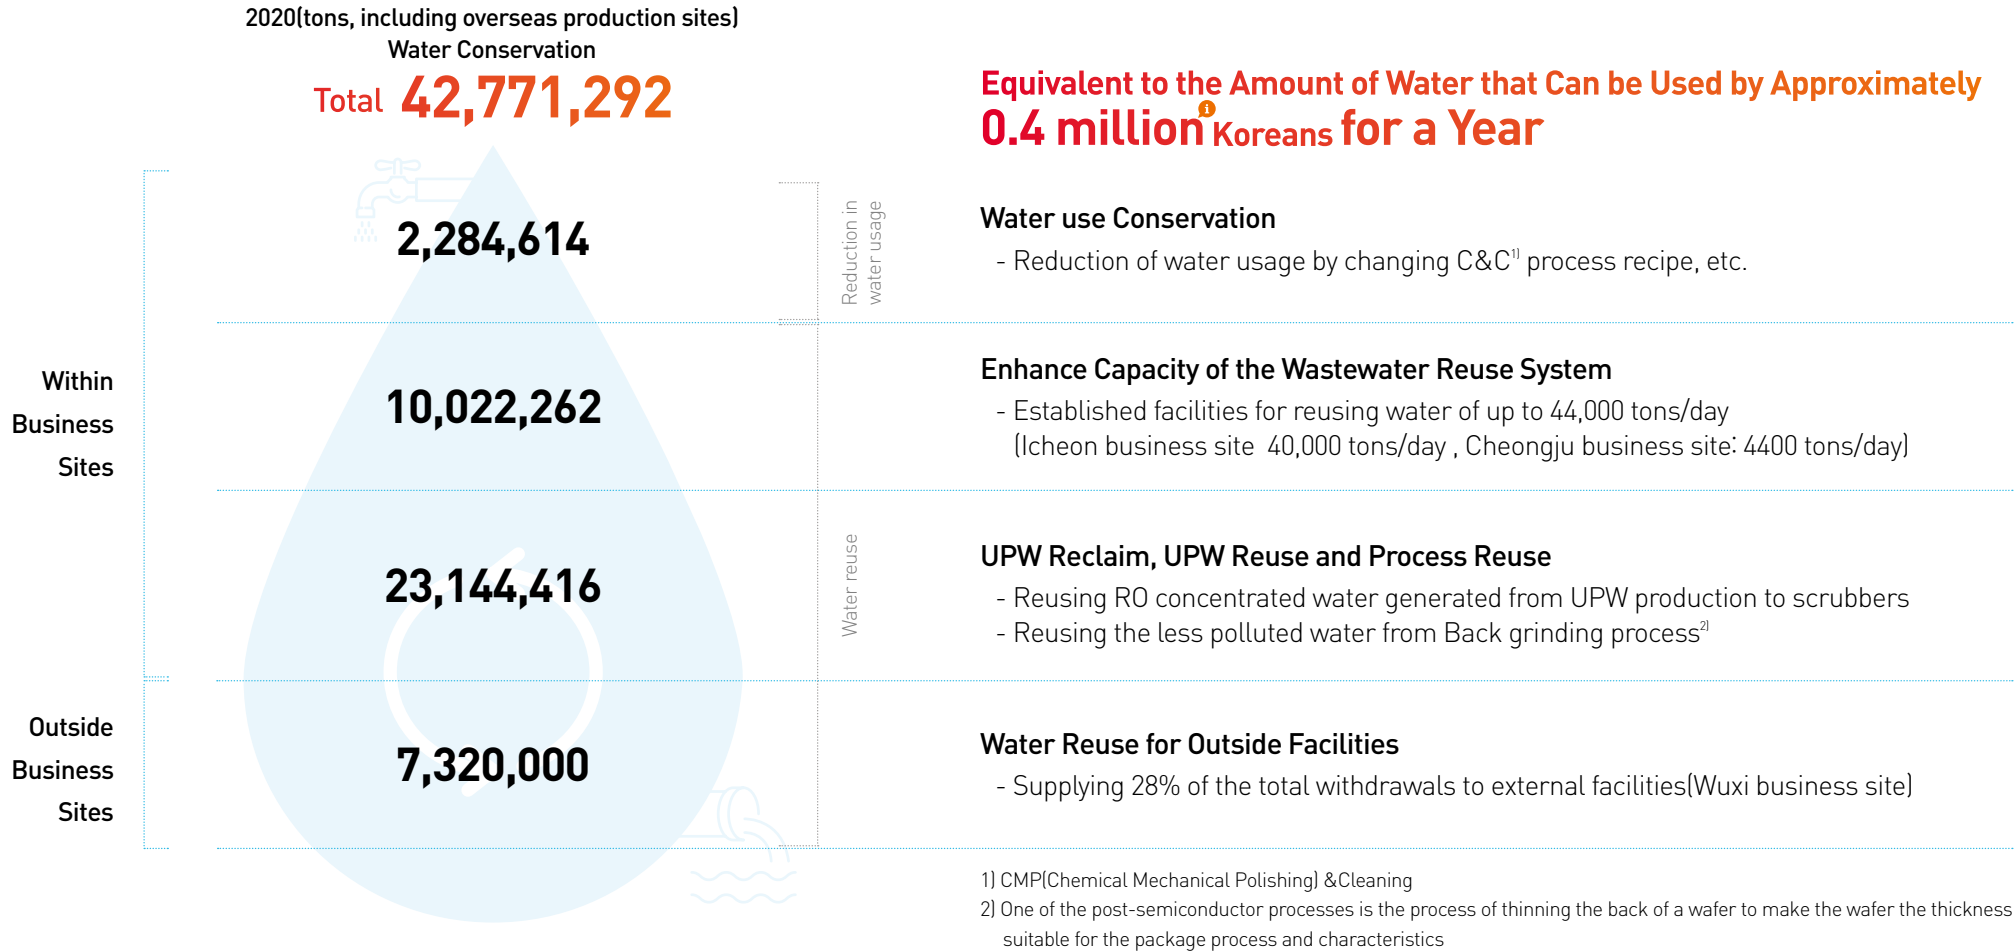 2020(tons, including overseas production sites)
Water Conservation
Total 42,771,292
Equivalent to the Amount of Water that Can be Used by Approximately
0.4 million Koreans for a Year
Within
Business
Sites
Outside
Business
Sites
2,284,614
10,022,262
23,144,416
7,320,000
Reduction in
water usage
Water reuse
Water use Conservation
- Reduction of water usage by changing C&C1) process recipe, etc.
Enhance Capacity of the Wastewater Reuse System
- Established facilities for reusing water of up to 44,000 tons/day
(Icheon business site 40,000 tons/day , Cheongju business site: 4400 tons/day)
UPW Reclaim, UPW Reuse and Process Reuse
- Reusing RO concentrated water generated from UPW production to scrubbers
- Reusing the less polluted water from Back grinding process2)
Water Reuse for Outside Facilities
- Supplying 28% of the total withdrawals to external facilities(Wuxi business site)
1) CMP(Chemical Mechanical Polishing) &Cleaning
2) One of the post-semiconductor processes is the process of thinning the back of a wafer to make the wafer the thickness
suitable for the package process and characteristics